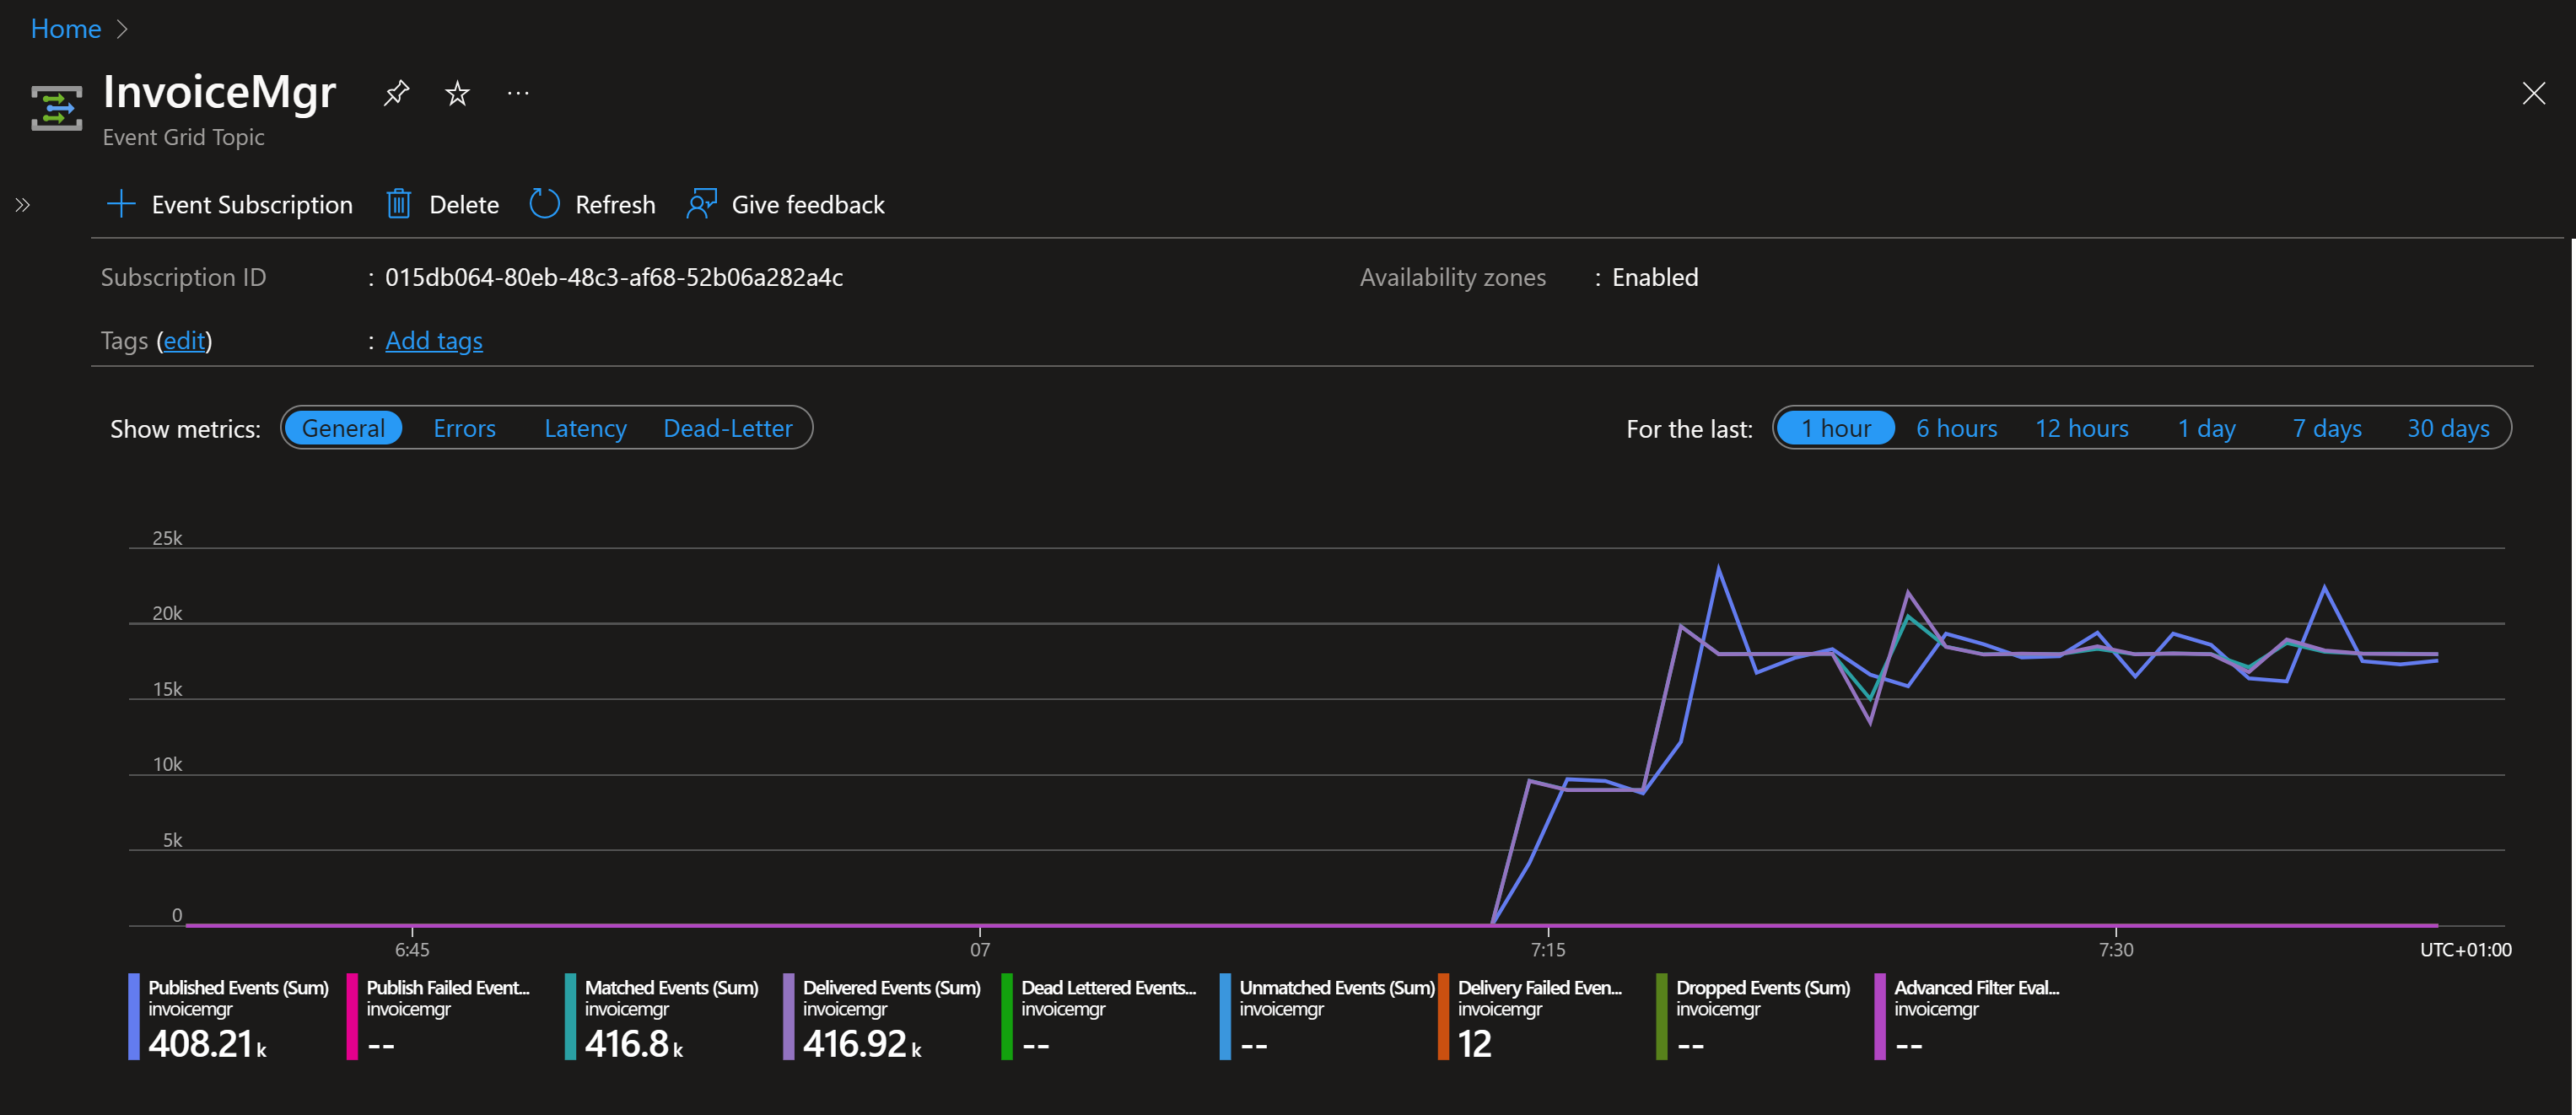 Home
InvoiceMgr
Event Grid Topic
Event Subscription Delete Refresh Give feedback
Subscription ID : 015db064-80eb-48c3-af68-52b06a282a4c Availability zones : Enabled
Tags (edit) : Add tags
Show metrics: General Errors Latency Dead-Letter For the last: 1 hour 6 hours 12 hours 1 day 7 days 30 days
25k
20k
15k
10k
5k
0
6:45 07 7:15 7:30 UTC+01:00
Published Events (Sum) Publish Failed Event... Matched Events (Sum) Delivered Events (Sum) Dead Lettered Events... Unmatched Events (Sum) Delivery Failed Even... Dropped Events (Sum) Advanced Filter Eval...
invoicemgr invoicemgr invoicemgr invoicemgr invoicemgr invoicemgr invoicemgr invoicemgr invoicemgr
408.21 k -- 416.8 k 416.92 k -- -- 12 -- --